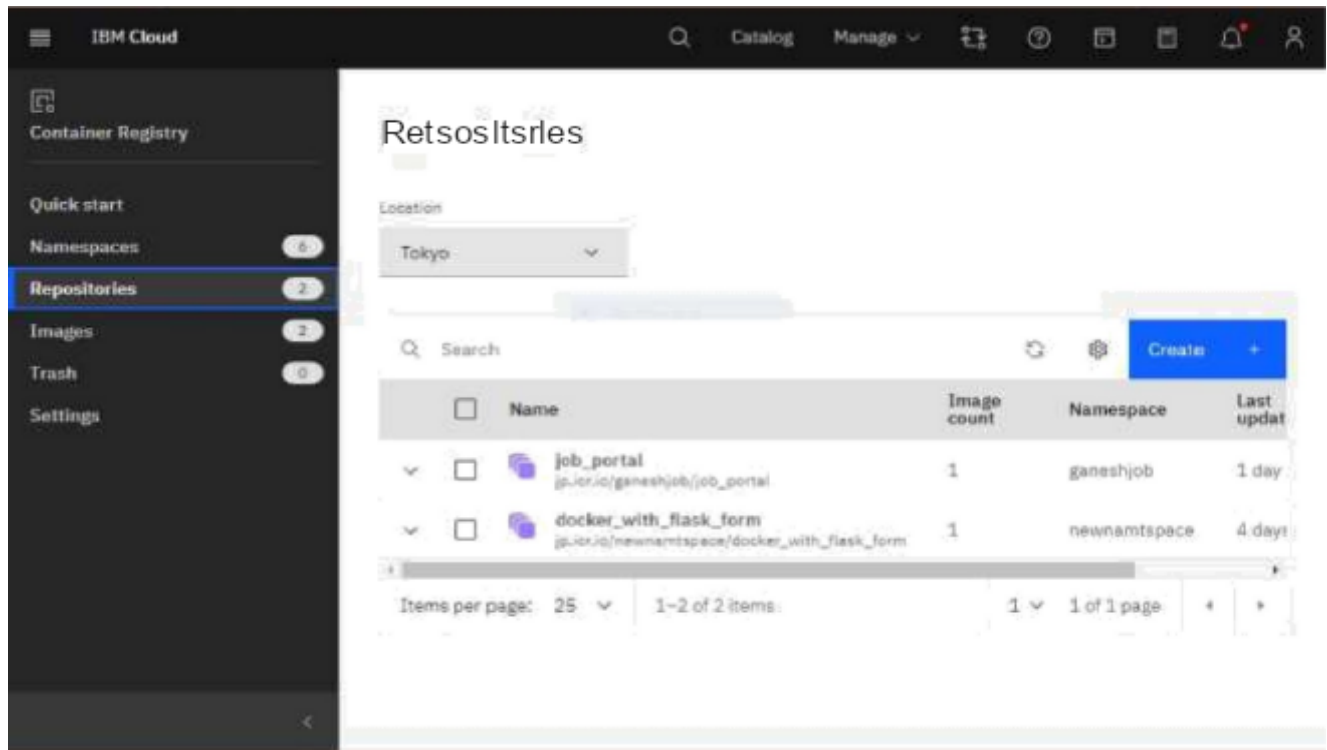 IBM Cloud
Catalog
Manage
Container Registry
Quick start
Namespaces 6
Repositories 2
Images 2
Trash 0
Settings
Retsosltsrles
Location
Tokyo
Search
Create +
Name
Image count
Namespace
Last updat
job_portal
jp.icr.io/ganeshjob/job_portal
1
ganeshjob
1 day
docker_with_flask_form
jp.icr.io/newnamtspace/docker_with_flask_form
1
newnamtspace
4 days
Items per page: 25
1–2 of 2 items
1
1 of 1 page